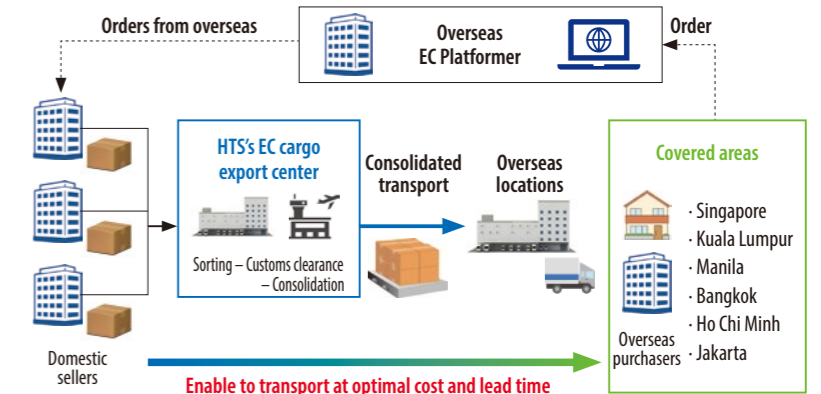 Orders from overseas
Overseas
EC Platformer
Order
HTS's EC cargo
export center
Sorting – Customs clearance
– Consolidation
Consolidated
transport
Overseas
locations
Covered areas
· Singapore
· Kuala Lumpur
· Manila
· Bangkok
· Ho Chi Minh
· Jakarta
Overseas
purchasers
Domestic
sellers
Enable to transport at optimal cost and lead time